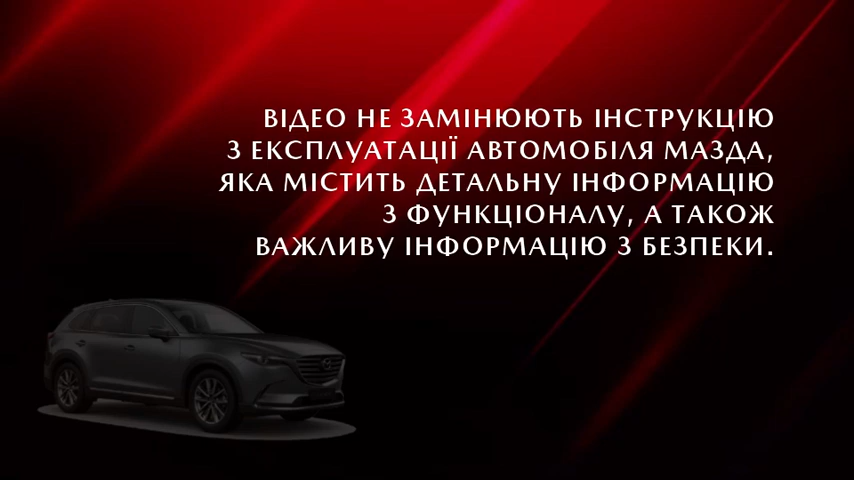 ВІДЕО НЕ ЗАМІНЮЮТЬ ІНСТРУКЦІЮ
З ЕКСПЛУАТАЦІЇ АВТОМОБІЛЯ МАЗДА,
ЯКА МІСТИТЬ ДЕТАЛЬНУ ІНФОРМАЦІЮ
З ФУНКЦІОНАЛУ, А ТАКОЖ
ВАЖЛИВУ ІНФОРМАЦІЮ З БЕЗПЕКИ.